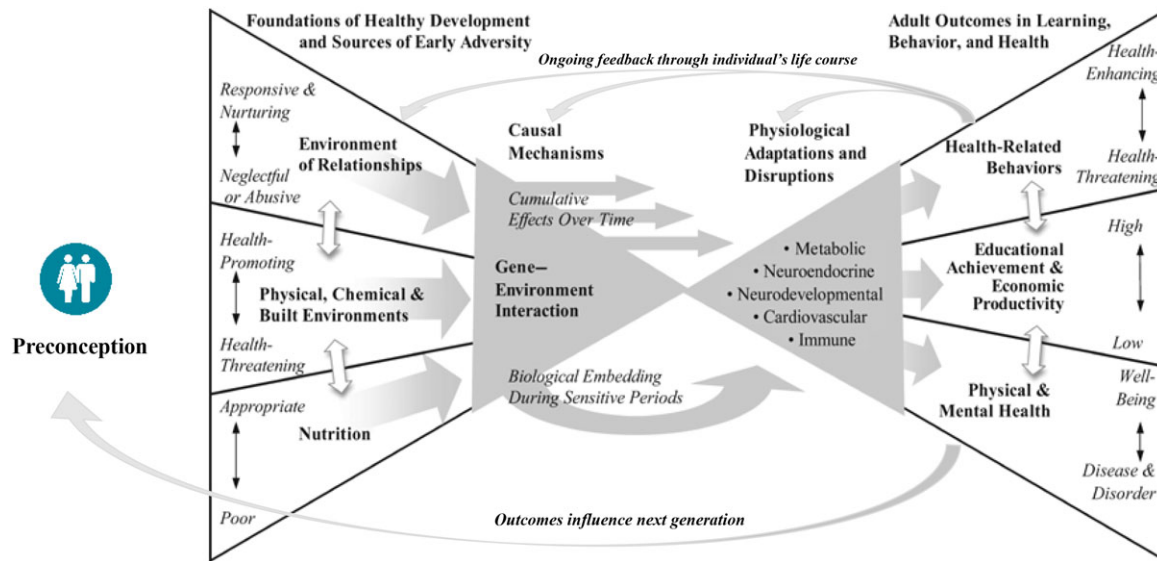 Foundations of Healthy Development
and Sources of Early Adversity
Adult Outcomes in Learning,
Behavior, and Health
Ongoing feedback through individual's life course
Responsive &
Nurturing
Neglectful
or Abusive
Environment
of Relationships
Health-
Promoting
Health-
Threatening
Physical, Chemical &
Built Environments
Appropriate
Poor
Nutrition
Preconception
Causal
Mechanisms
Cumulative
Effects Over Time
Gene–
Environment
Interaction
Biological Embedding
During Sensitive Periods
Physiological
Adaptations and
Disruptions
• Metabolic
• Neuroendocrine
• Neurodevelopmental
• Cardiovascular
• Immune
Health-Related
Behaviors
Health-
Enhancing
Health-
Threatening
Educational
Achievement &
Economic
Productivity
High
Low
Physical &
Mental Health
Well-
Being
Disease &
Disorder
Outcomes influence next generation